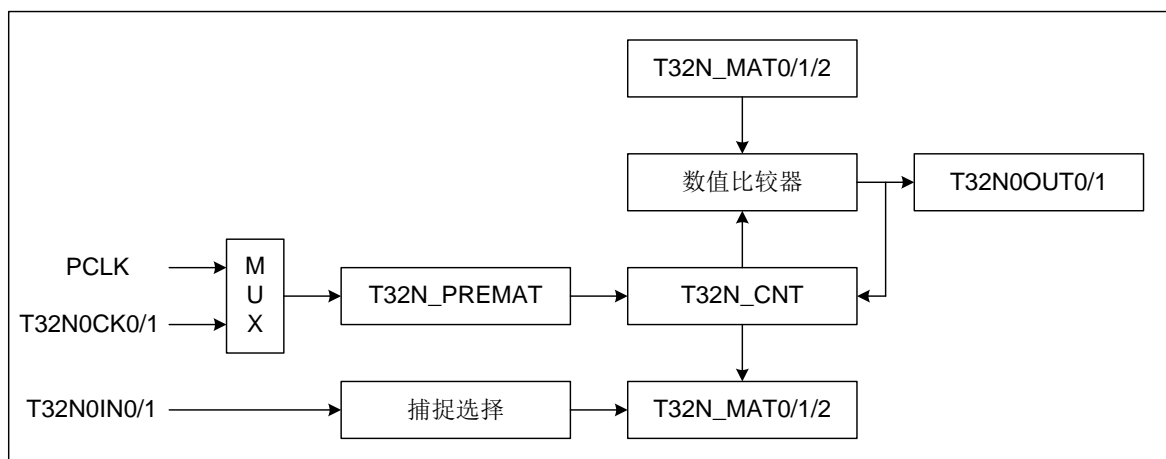 T32N_MAT0/1/2
数值比较器
T32N0OUT0/1
PCLK
MUX
T32N_PREMAT
T32N_CNT
T32N0CK0/1
T32N0IN0/1
捕捉选择
T32N_MAT0/1/2